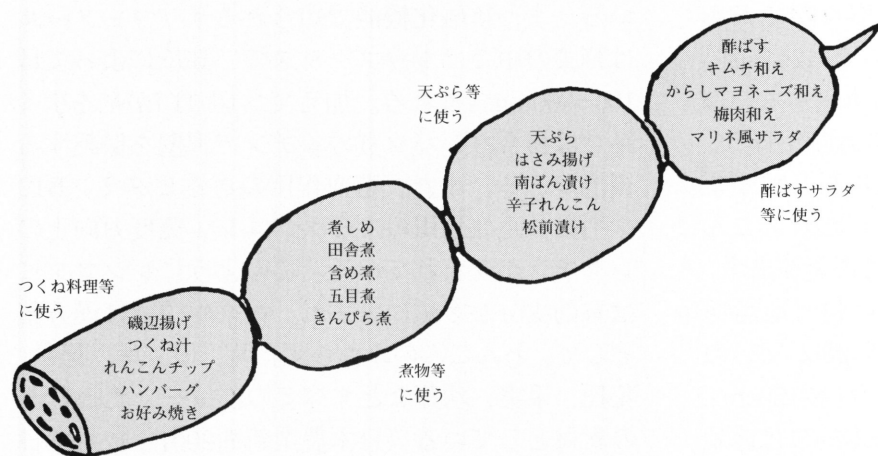 つくね料理等
に使う
磯辺揚げ
つくね汁
れんこんチップ
ハンバーグ
お好み焼き
煮しめ
田舎煮
含め煮
五目煮
きんぴら煮
煮物等
に使う
天ぷら等
に使う
天ぷら
はさみ揚げ
南ばん漬け
辛子れんこん
松前漬け
酢ばす
キムチ和え
からしマヨネーズ和え
梅肉和え
マリネ風サラダ
酢ばすサラダ
等に使う